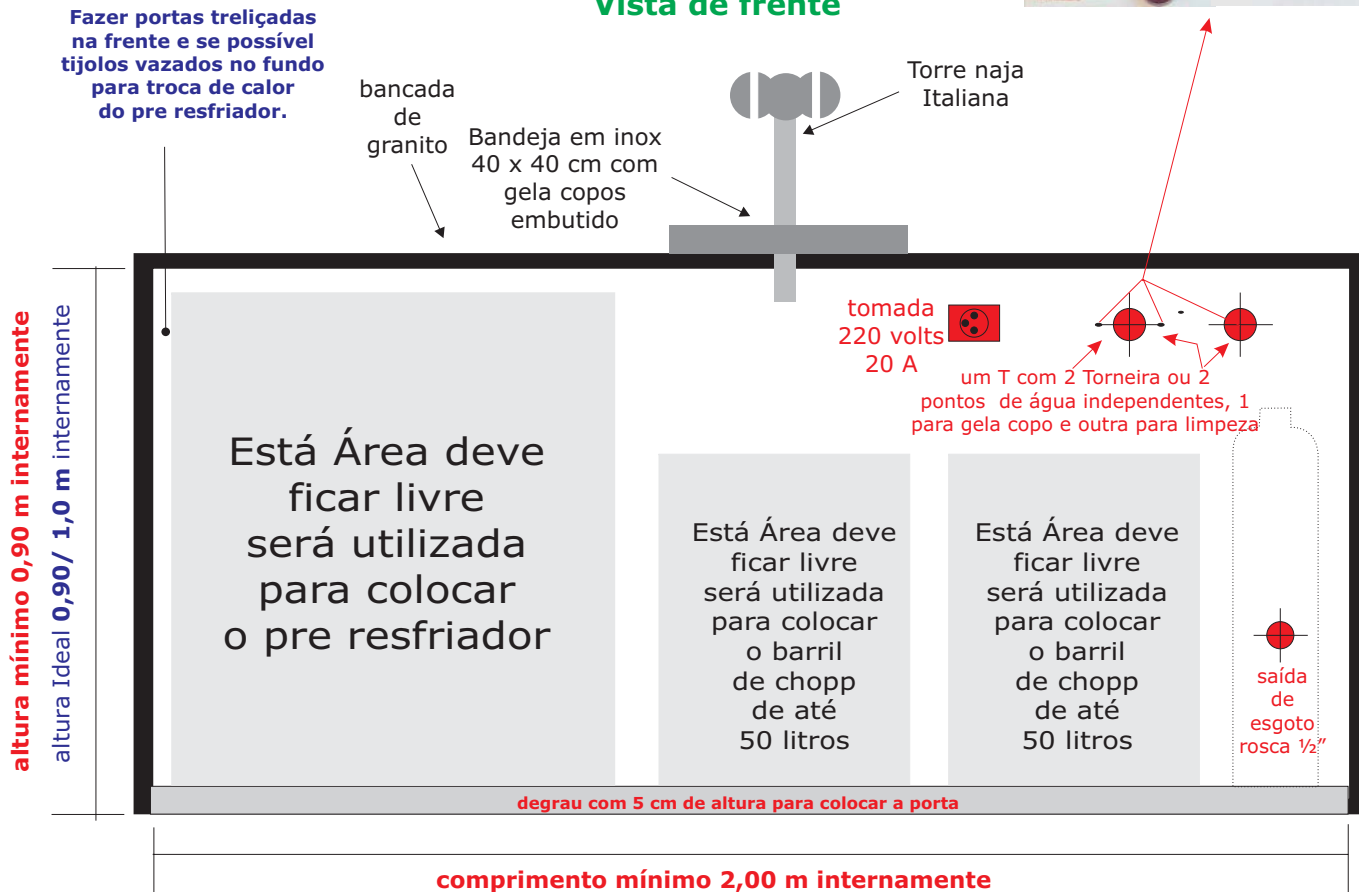 Vista de frente
Fazer portas treliçadas
na frente e se possível
tijolos vazados no fundo
para troca de calor
do pre resfriador.
bancada
de
granito
Bandeja em inox
40 x 40 cm com
gela copos
embutido
Torre naja
Italiana
tomada
220 volts
20 A
um T com 2 Torneira ou 2
pontos de água independentes, 1
para gela copo e outra para limpeza
altura mínimo 0,90 m internamente
altura Ideal 0,90/ 1,0 m internamente
Está Área deve
ficar livre
será utilizada
para colocar
o pre resfriador
Está Área deve
ficar livre
será utilizada
para colocar
o barril
de chopp
de até
50 litros
Está Área deve
ficar livre
será utilizada
para colocar
o barril
de chopp
de até
50 litros
saída
de
esgoto
rosca ½”
degrau com 5 cm de altura para colocar a porta
comprimento mínimo 2,00 m internamente